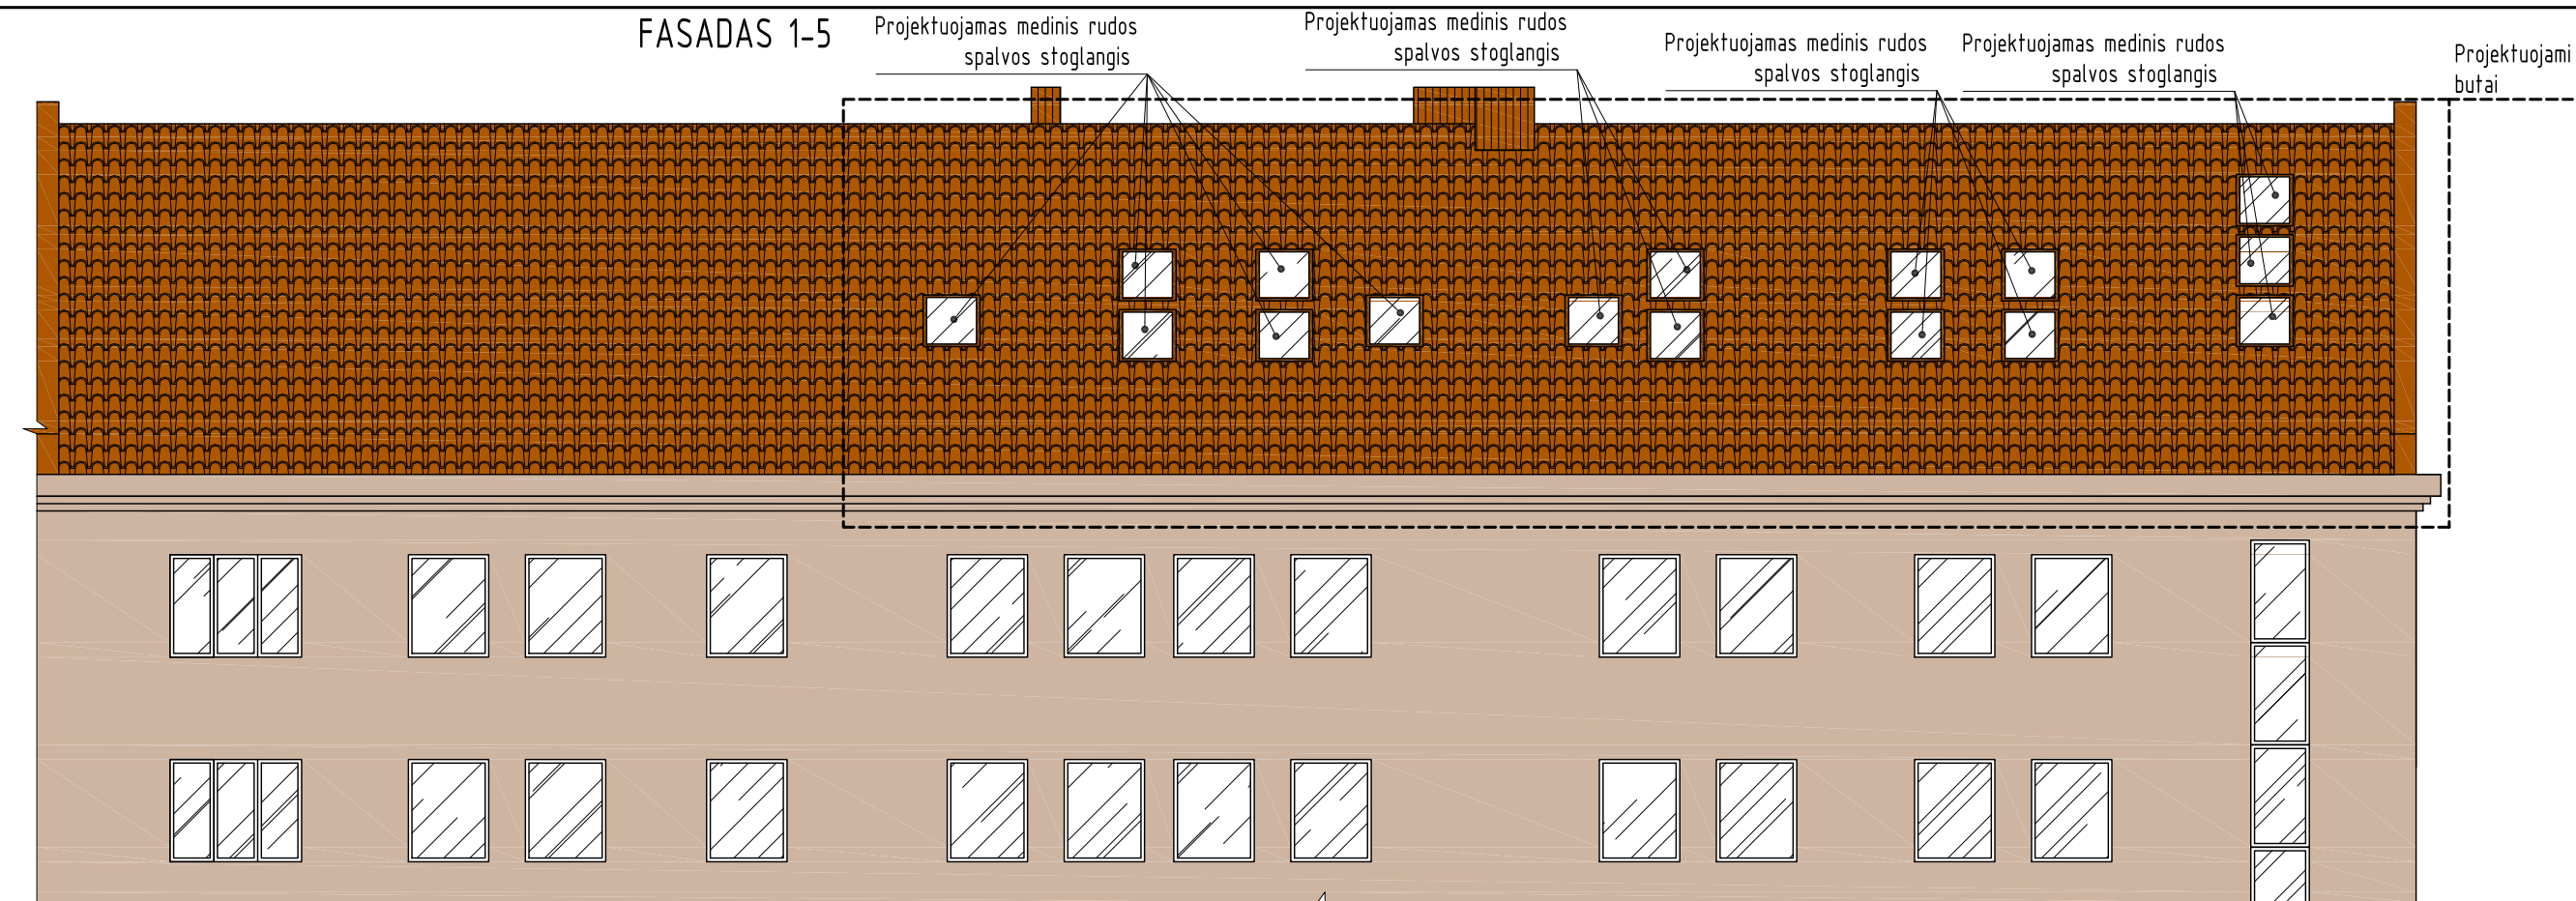 FASADAS 1-5
Projektuojamas medinis rudos
spalvos stoglangis
Projektuojamas medinis rudos
spalvos stoglangis
Projektuojamas medinis rudos
spalvos stoglangis
Projektuojamas medinis rudos
spalvos stoglangis
Projektuojami
butai